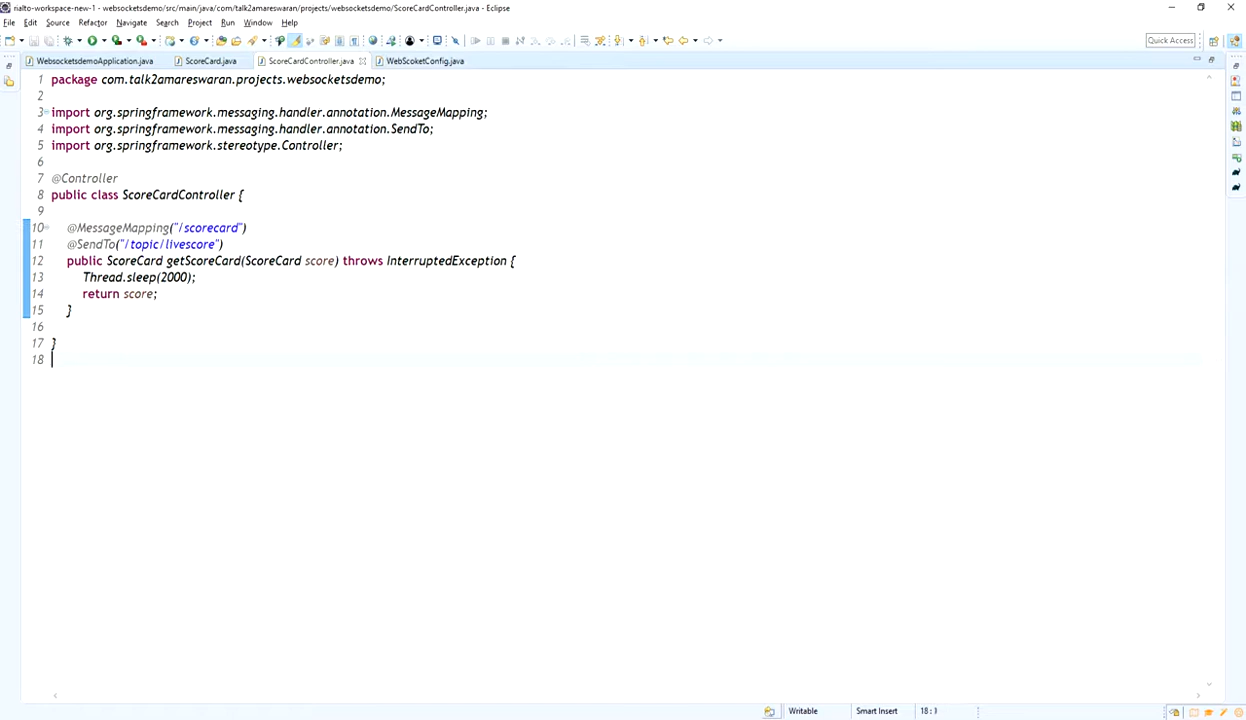 rialto-workspace-new-1 - websocketsdemo/src/main/java/com/talk2amareswaran/projects/websocketsdemo/ScoreCardController.java - Eclipse
File Edit Source Refactor Navigate Search Project Run Window Help
Quick Access
WebsocketsdemoApplication.java ScoreCard.java ScoreCardController.java WebScoketConfig.java
1 package com.talk2amareswaran.projects.websocketsdemo;
2
3 import org.springframework.messaging.handler.annotation.MessageMapping;
4 import org.springframework.messaging.handler.annotation.SendTo;
5 import org.springframework.stereotype.Controller;
6
7 @Controller
8 public class ScoreCardController {
9
10 @MessageMapping("/scorecard")
11 @SendTo("/topic/livescore")
12 public ScoreCard getScoreCard(ScoreCard score) throws InterruptedException {
13 Thread.sleep(2000);
14 return score;
15 }
16
17 }
18
Writable Smart Insert 18 : 1